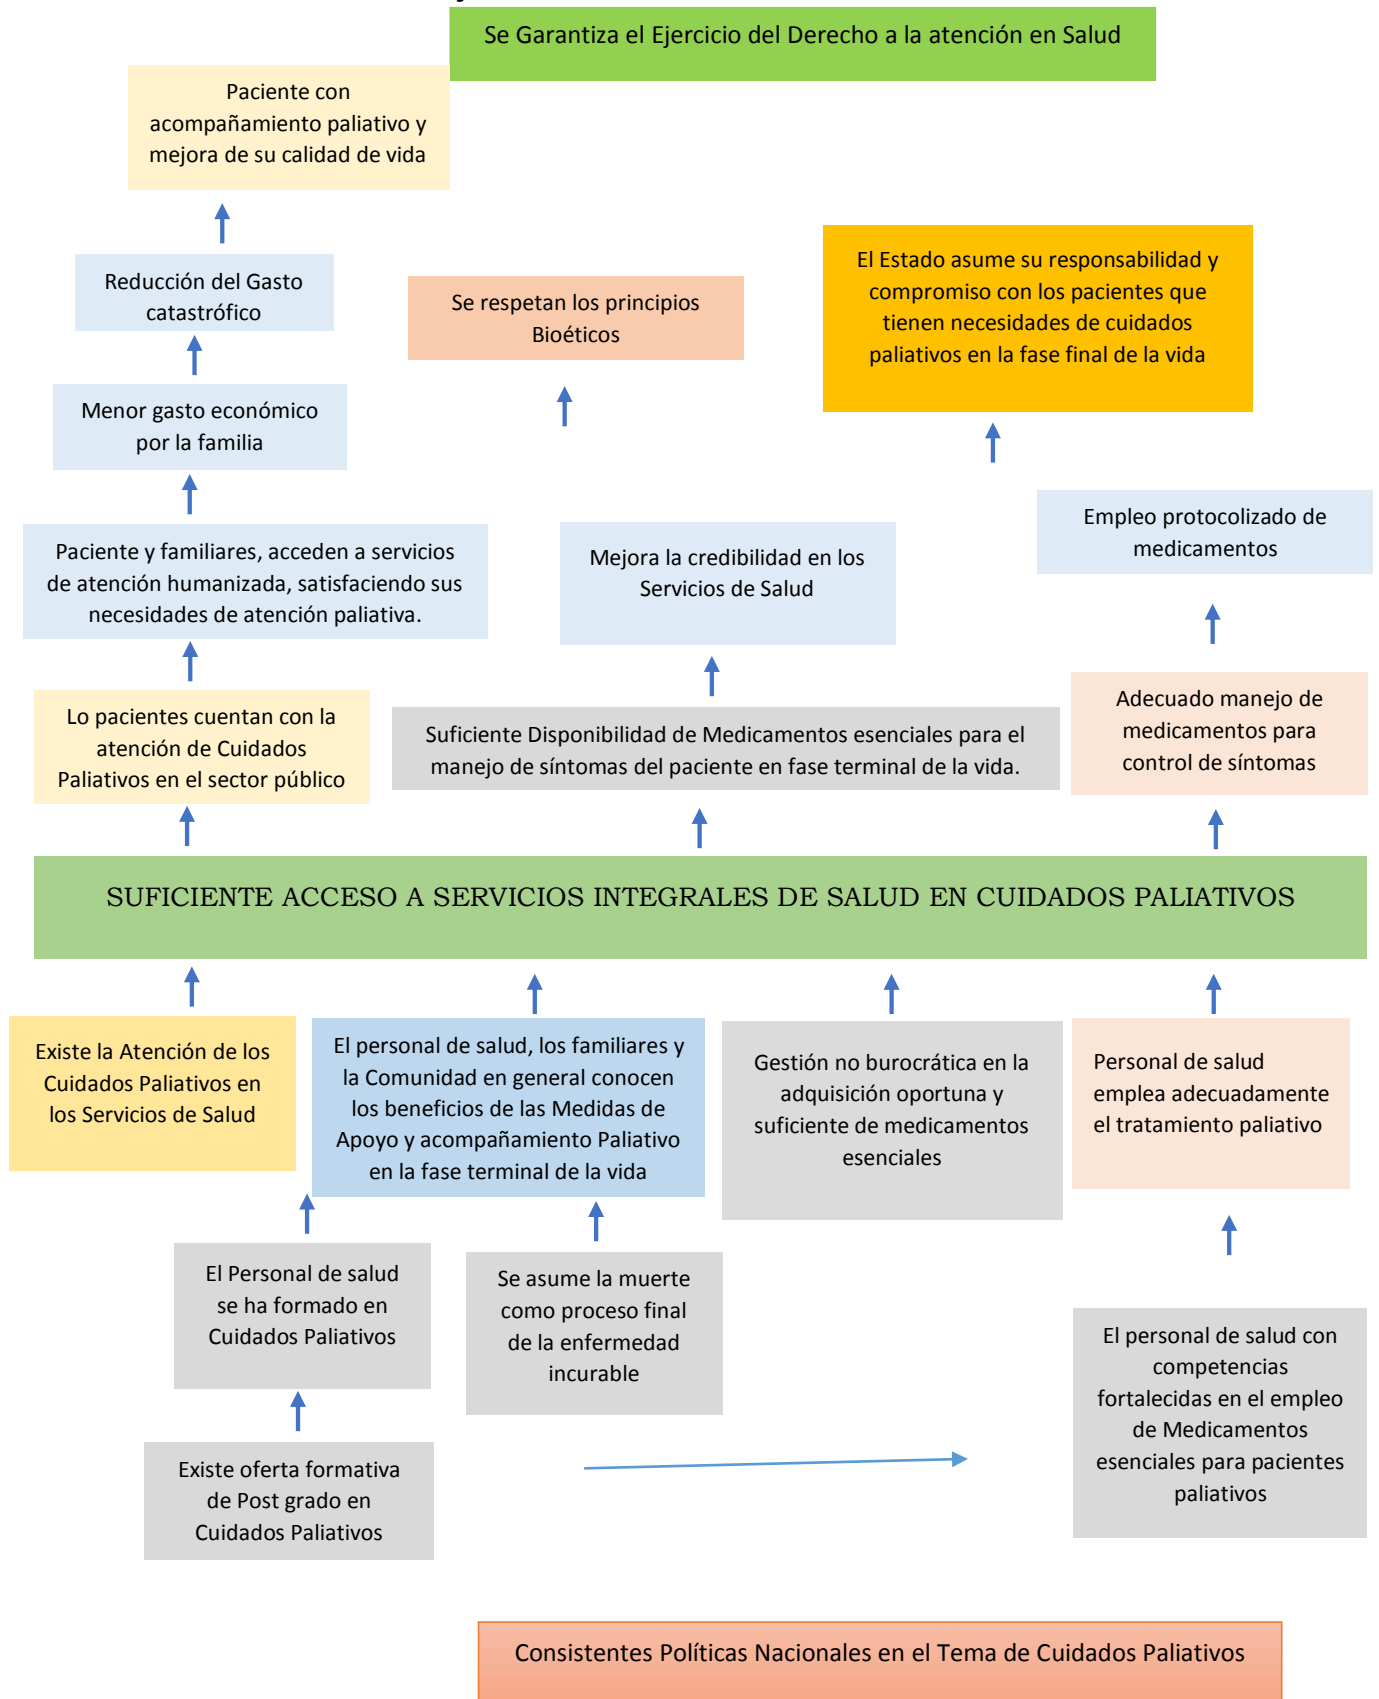 Se Garantiza el Ejercicio del Derecho a la atención en Salud
Paciente con
acompañamiento paliativo y
mejora de su calidad de vida
Reducción del Gasto
catastrófico
Se respetan los principios
Bioéticos
El Estado asume su responsabilidad y
compromiso con los pacientes que
tienen necesidades de cuidados
paliativos en la fase final de la vida
Menor gasto económico
por la familia
Paciente y familiares, acceden a servicios
de atención humanizada, satisfaciendo sus
necesidades de atención paliativa.
Mejora la credibilidad en los
Servicios de Salud
Empleo protocolizado de
medicamentos
Lo pacientes cuentan con la
atención de Cuidados
Paliativos en el sector público
Suficiente Disponibilidad de Medicamentos esenciales para el
manejo de síntomas del paciente en fase terminal de la vida.
Adecuado manejo de
medicamentos para
control de síntomas
SUFICIENTE ACCESO A SERVICIOS INTEGRALES DE SALUD EN CUIDADOS PALIATIVOS
Existe la Atención de los
Cuidados Paliativos en
los Servicios de Salud
El personal de salud, los familiares y
la Comunidad en general conocen
los beneficios de las Medidas de
Apoyo y acompañamiento Paliativo
en la fase terminal de la vida
Gestión no burocrática en la
adquisición oportuna y
suficiente de medicamentos
esenciales
Personal de salud
emplea adecuadamente
el tratamiento paliativo
El Personal de salud
se ha formado en
Cuidados Paliativos
Se asume la muerte
como proceso final
de la enfermedad
incurable
El personal de salud con
competencias
fortalecidas en el empleo
de Medicamentos
esenciales para pacientes
paliativos
Existe oferta formativa
de Post grado en
Cuidados Paliativos
Consistentes Políticas Nacionales en el Tema de Cuidados Paliativos